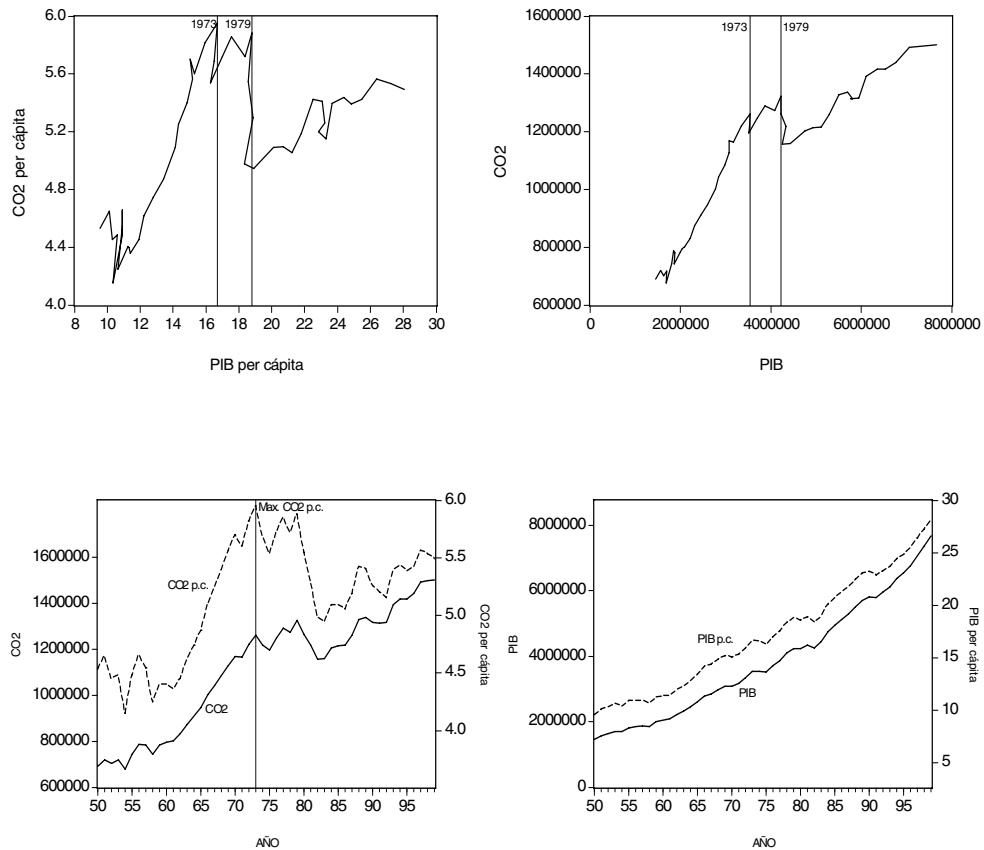 6.0
5.6
5.2
4.8
4.4
4.0
CO2 per cápita
1973
1979
8 10 12 14 16 18 20 22 24 26 28 30
PIB per cápita
1600000
1400000
1200000
1000000
800000
600000
CO2
1973
1979
0 2000000 4000000 6000000 8000000
PIB
1600000
1400000
1200000
1000000
800000
600000
CO2
6.0
5.5
5.0
4.5
4.0
CO2 per cápita
Max. CO2 p.c.
CO2 p.c.
CO2
50 55 60 65 70 75 80 85 90 95
AÑO
8000000
6000000
4000000
2000000
0
PIB
30
25
20
15
10
5
PIB per cápita
PIB p.c.
PIB
50 55 60 65 70 75 80 85 90 95
AÑO